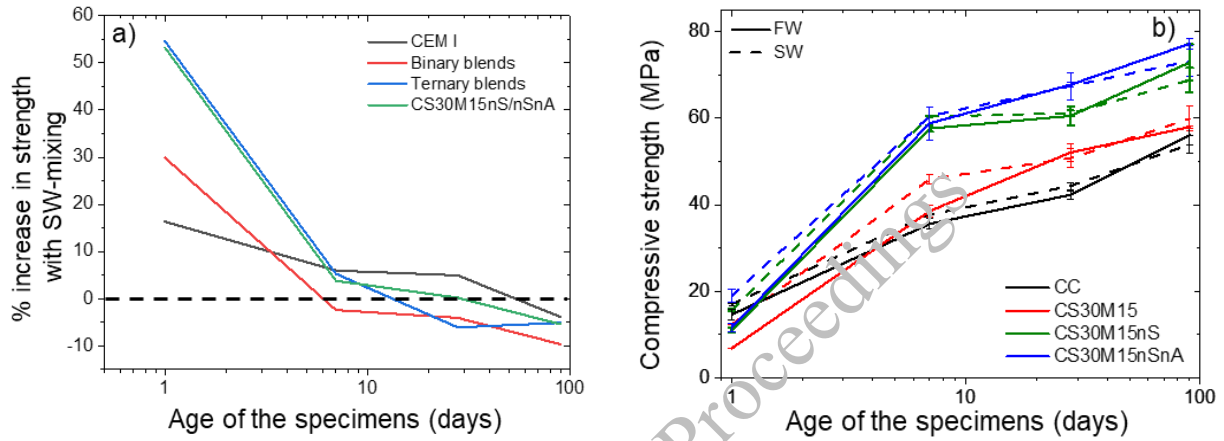 a)
CEM I
Binary blends
Ternary blends
CS30M15nS/nSnA
60
50
40
30
20
10
0
-10
1
10
100
% increase in strength
with SW-mixing
Age of the specimens (days)
b)
FW
SW
CC
CS30M15
CS30M15nS
CS30M15nSnA
80
60
40
20
0
1
10
100
Compressive strength (MPa)
Age of the specimens (days)
Proceedings